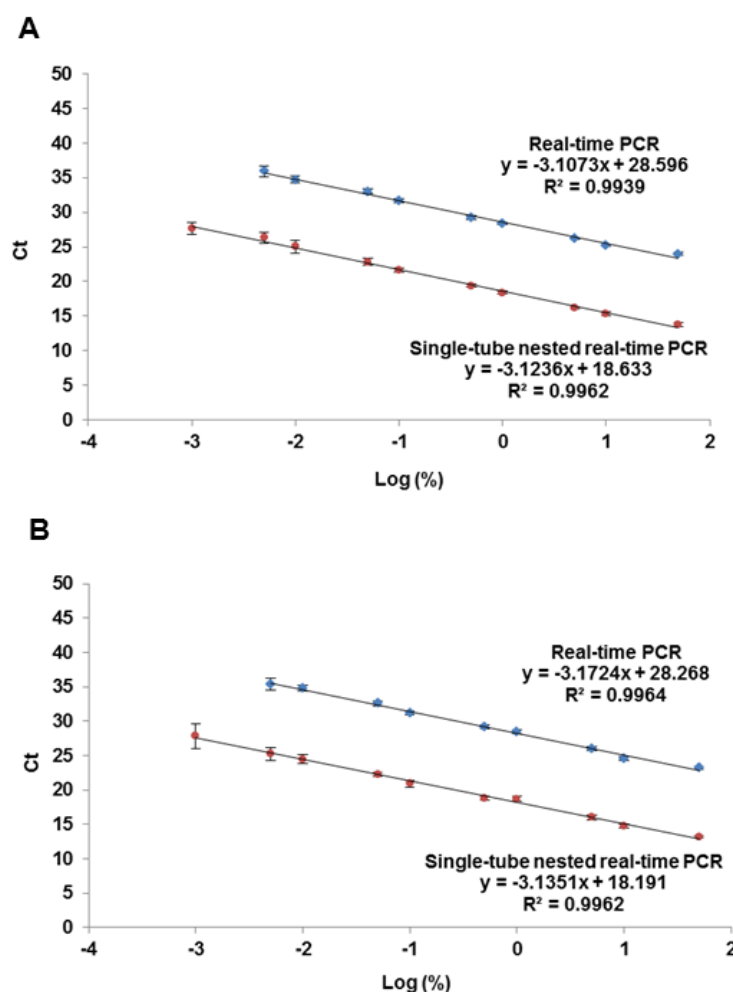 A
50
45
40
35
30
25
20
15
10
5
0
Ct
Real-time PCR
y = -3.1073x + 28.596
R² = 0.9939
Single-tube nested real-time PCR
y = -3.1236x + 18.633
R² = 0.9962
-4 -3 -2 -1 0 1 2
Log (%)
B
50
45
40
35
30
25
20
15
10
5
0
Ct
Real-time PCR
y = -3.1724x + 28.268
R² = 0.9964
Single-tube nested real-time PCR
y = -3.1351x + 18.191
R² = 0.9962
-4 -3 -2 -1 0 1 2
Log (%)